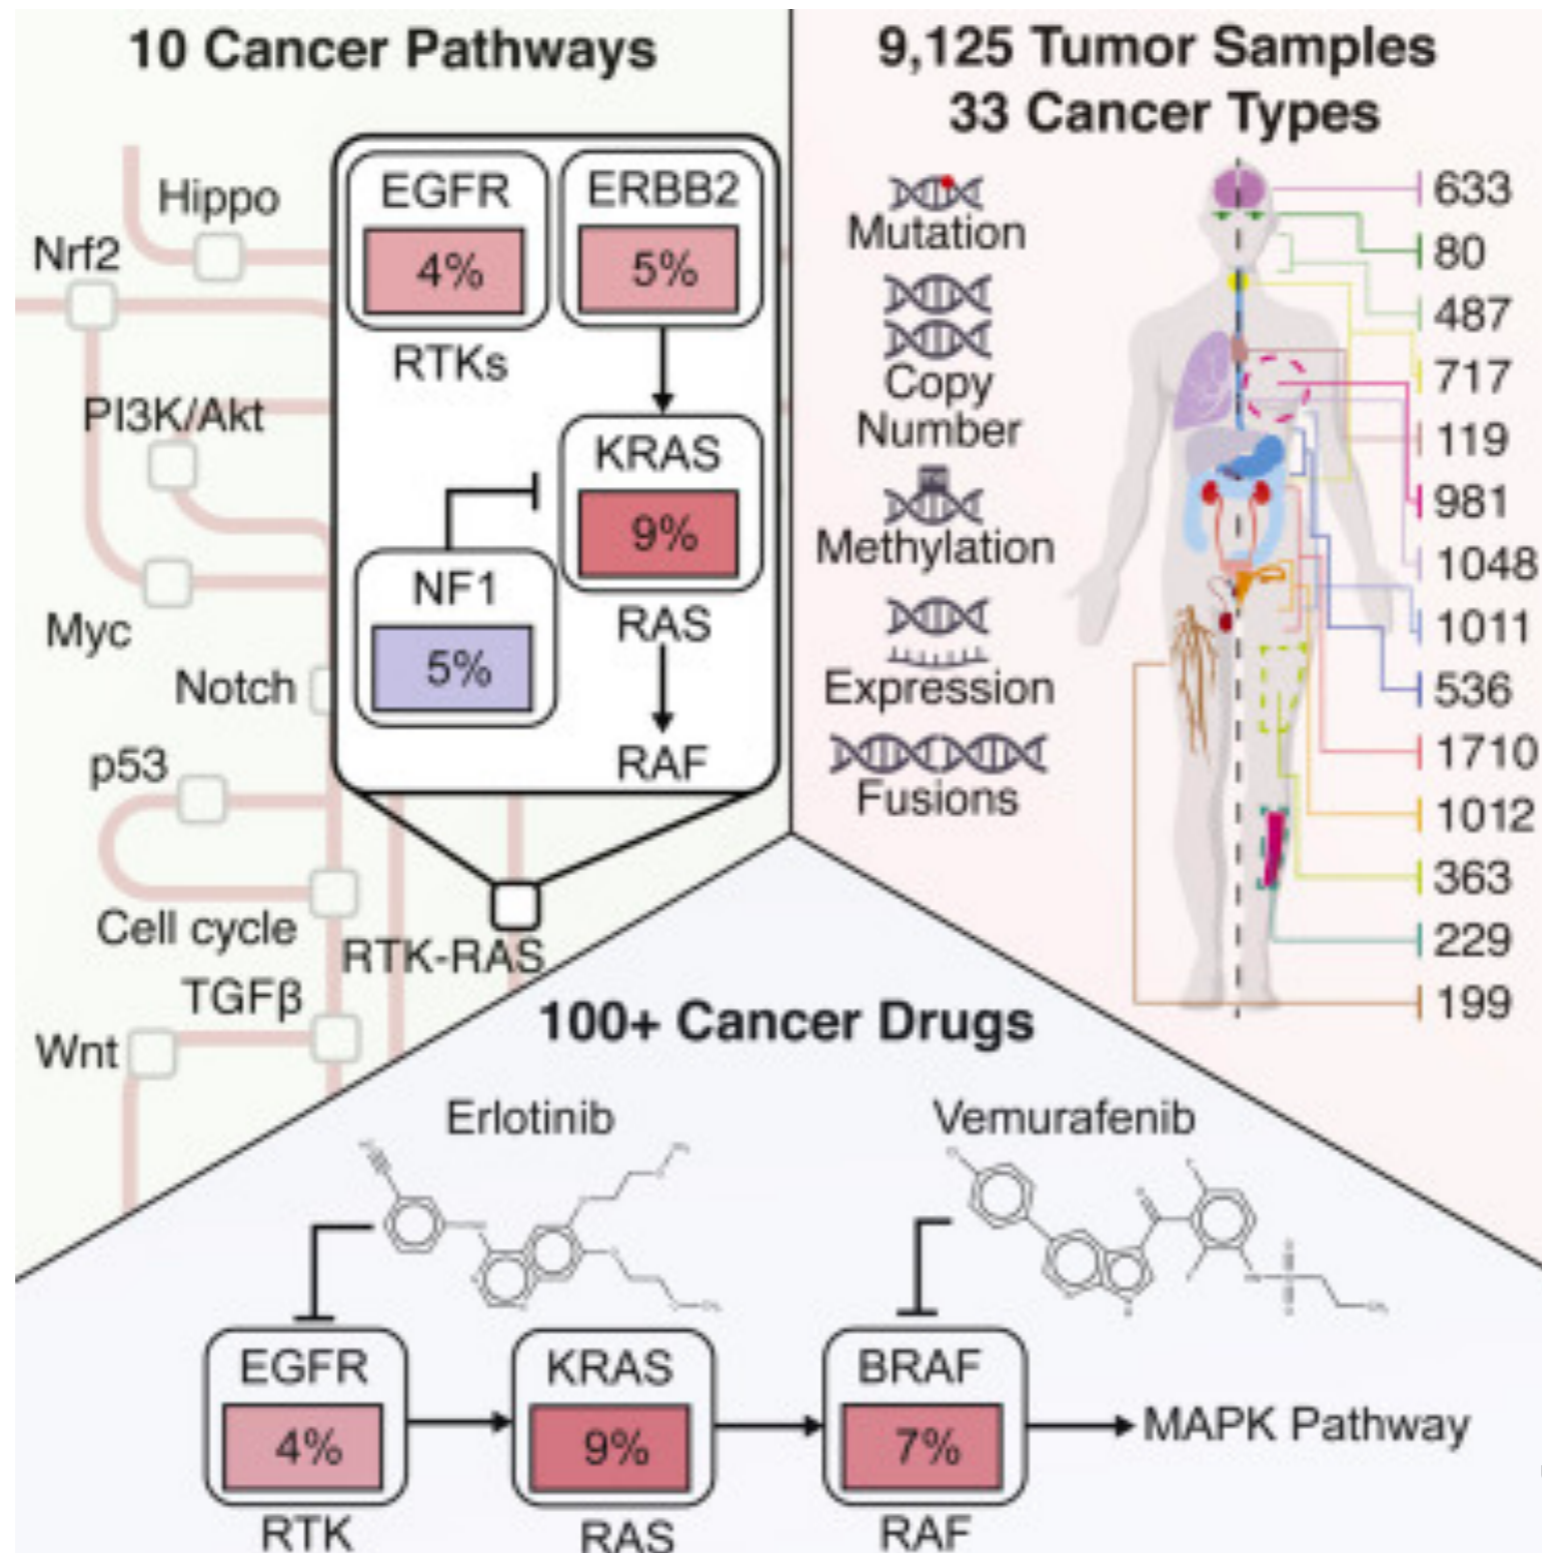 10 Cancer Pathways
Hippo
Nrf2
PI3K/Akt
Myc
Notch
p53
Cell cycle
TGFβ
Wnt
RTK-RAS
EGFR
4%
RTKs
ERBB2
5%
KRAS
9%
RAS
NF1
5%
RAF
9,125 Tumor Samples
33 Cancer Types
Mutation
Copy
Number
Methylation
Expression
Fusions
633
80
487
717
119
981
1048
1011
536
1710
1012
363
229
199
100+ Cancer Drugs
Erlotinib
Vemurafenib
EGFR
4%
RTK
KRAS
9%
RAS
BRAF
7%
RAF
MAPK Pathway